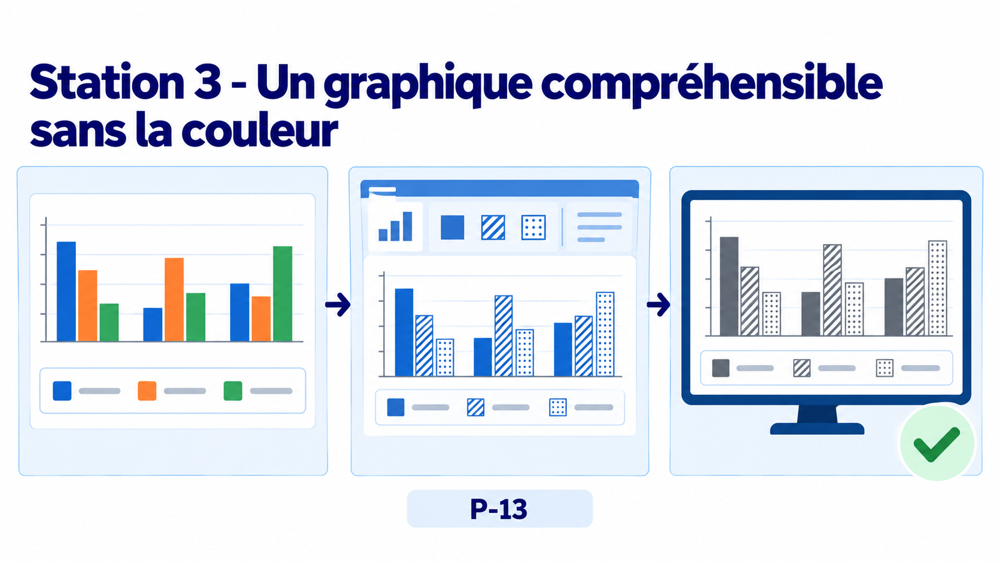 Station 3 - Un graphique compréhensible
sans la couleur
P-13